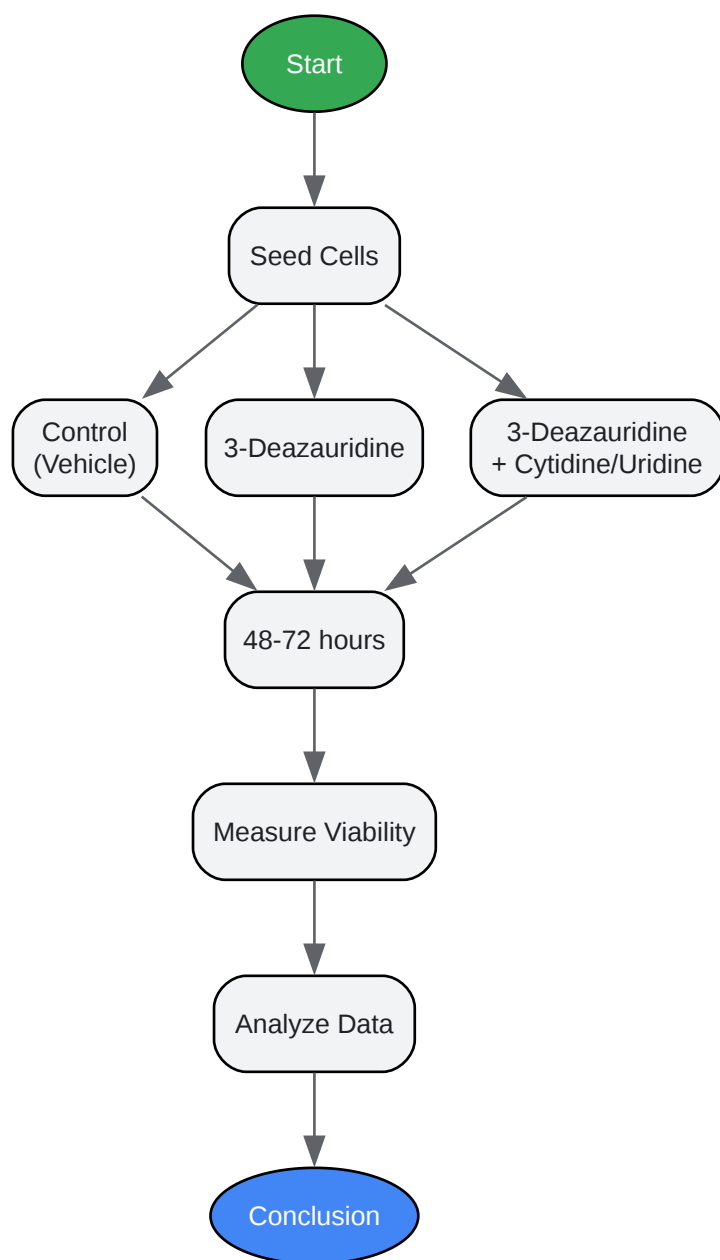 Start
Seed Cells
Control
(Vehicle)
3-Deazauridine
3-Deazauridine
+ Cytidine/Uridine
48-72 hours
Measure Viability
Analyze Data
Conclusion